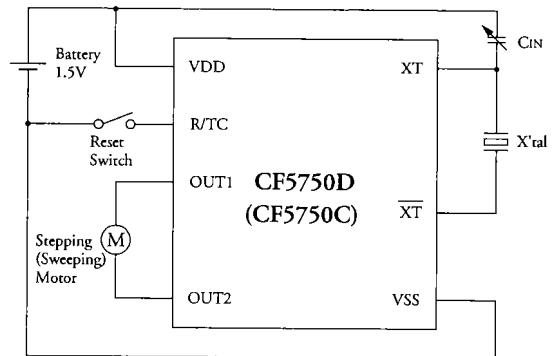 Battery
1.5V
VDD
XT
CIN
R/TC
Reset
Switch
X'tal
OUT1
CF5750D
(CF5750C)
XT
M
Stepping
(Sweeping)
Motor
OUT2
VSS